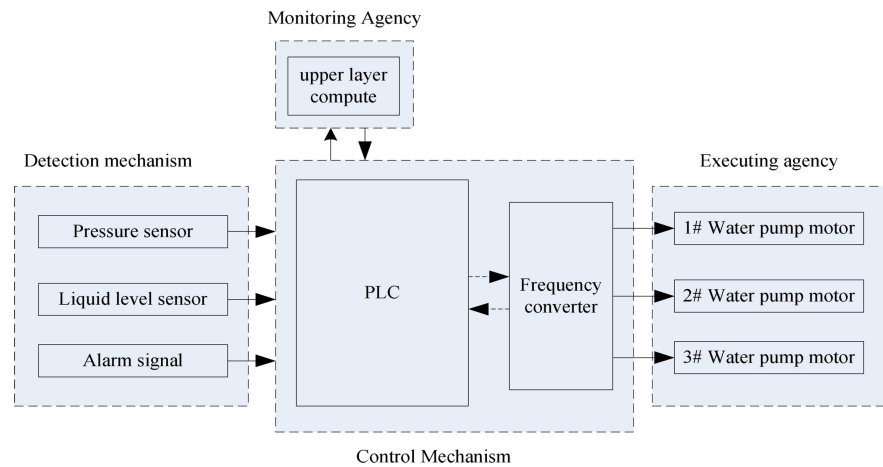 Monitoring Agency
upper layer
compute
Detection mechanism
Executing agency
Pressure sensor
Liquid level sensor
Alarm signal
PLC
Frequency
converter
1# Water pump motor
2# Water pump motor
3# Water pump motor
Control Mechanism